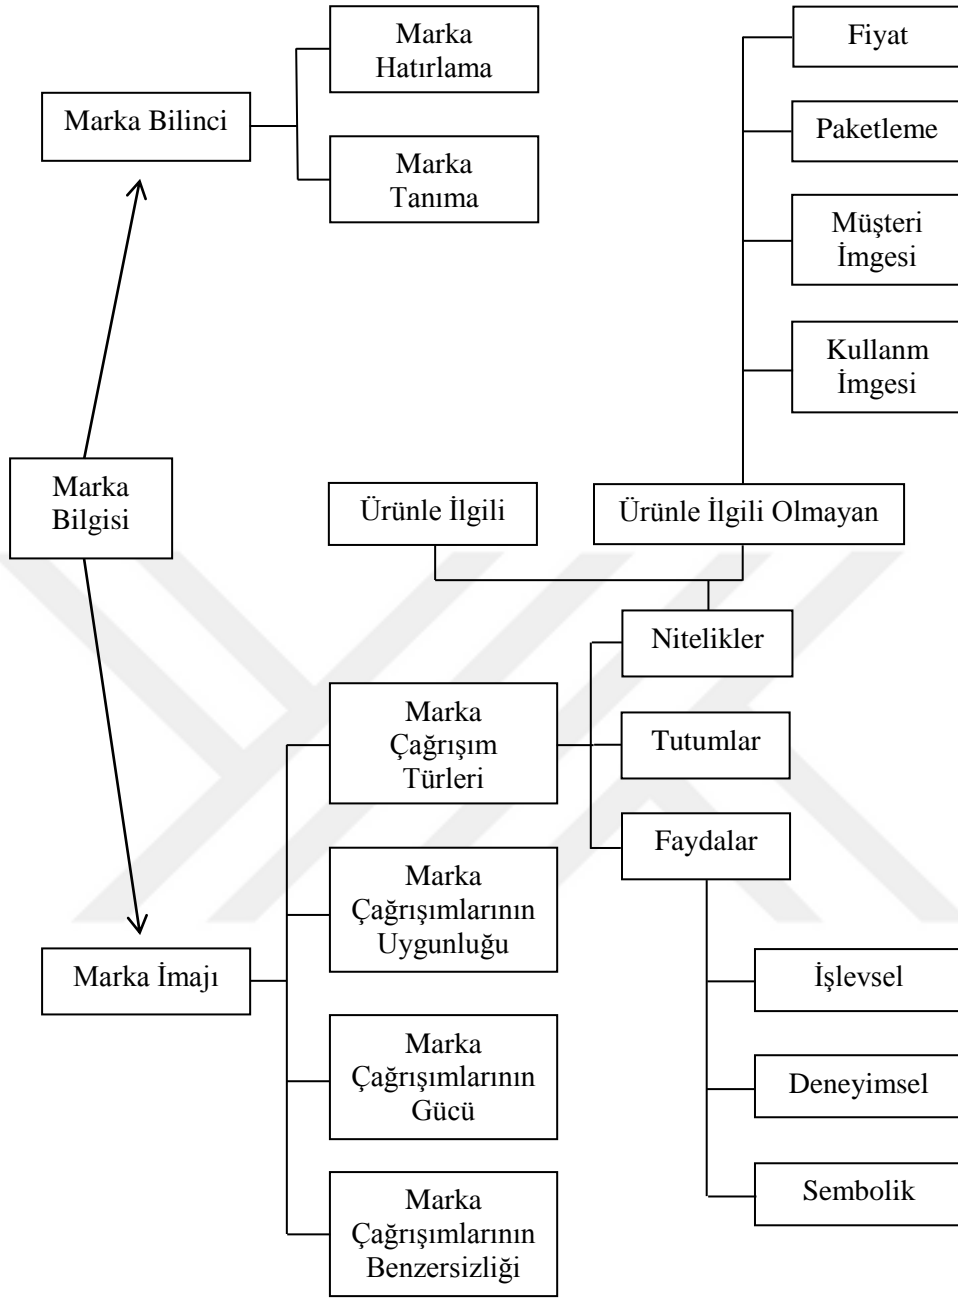 Marka
Hatırlama
Fiyat
Marka Bilinci
Paketleme
Marka
Tanıma
Müşteri
İmgesi
Kullanm
İmgesi
Marka
Bilgisi
Ürünle İlgili
Ürünle İlgili Olmayan
Nitelikler
Marka
Çağrışım
Türleri
Tutumlar
Faydalar
Marka
Çağrışımlarının
Uygunluğu
Marka İmajı
İşlevsel
Marka
Çağrışımlarının
Gücü
Deneyimsel
Sembolik
Marka
Çağrışımlarının
Benzersizliği